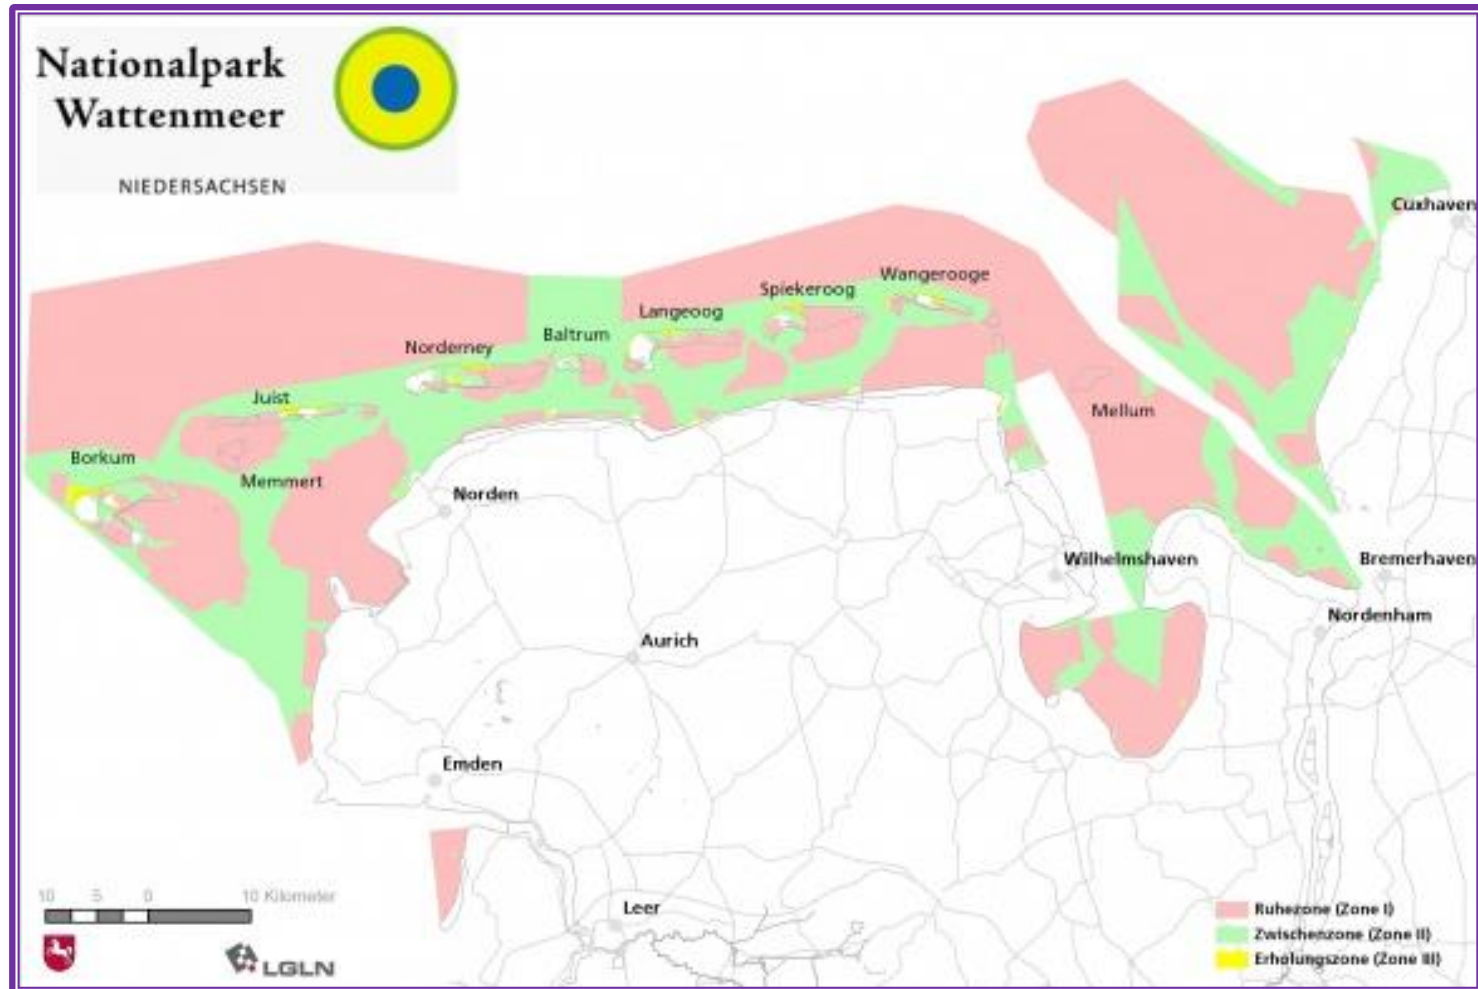 Nationalpark
Wattenmeer
NIEDERSACHSEN
Cuxhaven
Wangerooge
Spiekeroog
Langeoog
Baltrum
Norderney
Juist
Mellum
Borkum
Memmert
Norden
Wilhelmshaven
Bremerhaven
Nordenham
Aurich
Emden
10 5 0 10 Kilometer
Leer
Ruhezone (Zone I)
Zwischenzone (Zone II)
Erholungszone (Zone III)
LGLN